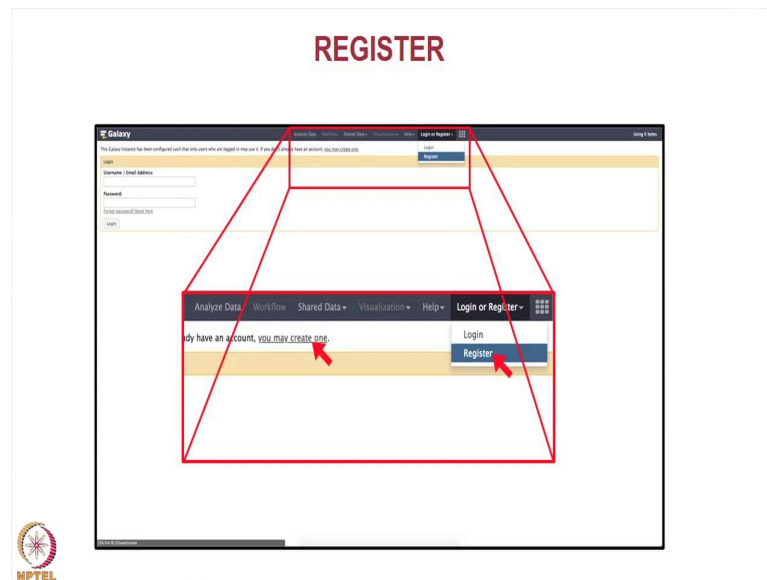 REGISTER
Galaxy
Analyze Data Workflow Shared Data Visualization Help Login or Register
Using 0 bytes
This Galaxy instance has been configured such that only users who are logged in may use it. If you don't already have an account, you may create one.
Login
Register
Login
Username / Email Address:
Password:
Forgot password? Reset here
Login
Analyze Data Workflow Shared Data Visualization Help Login or Register
ady have an account, you may create one.
Login
Register
NPTEL